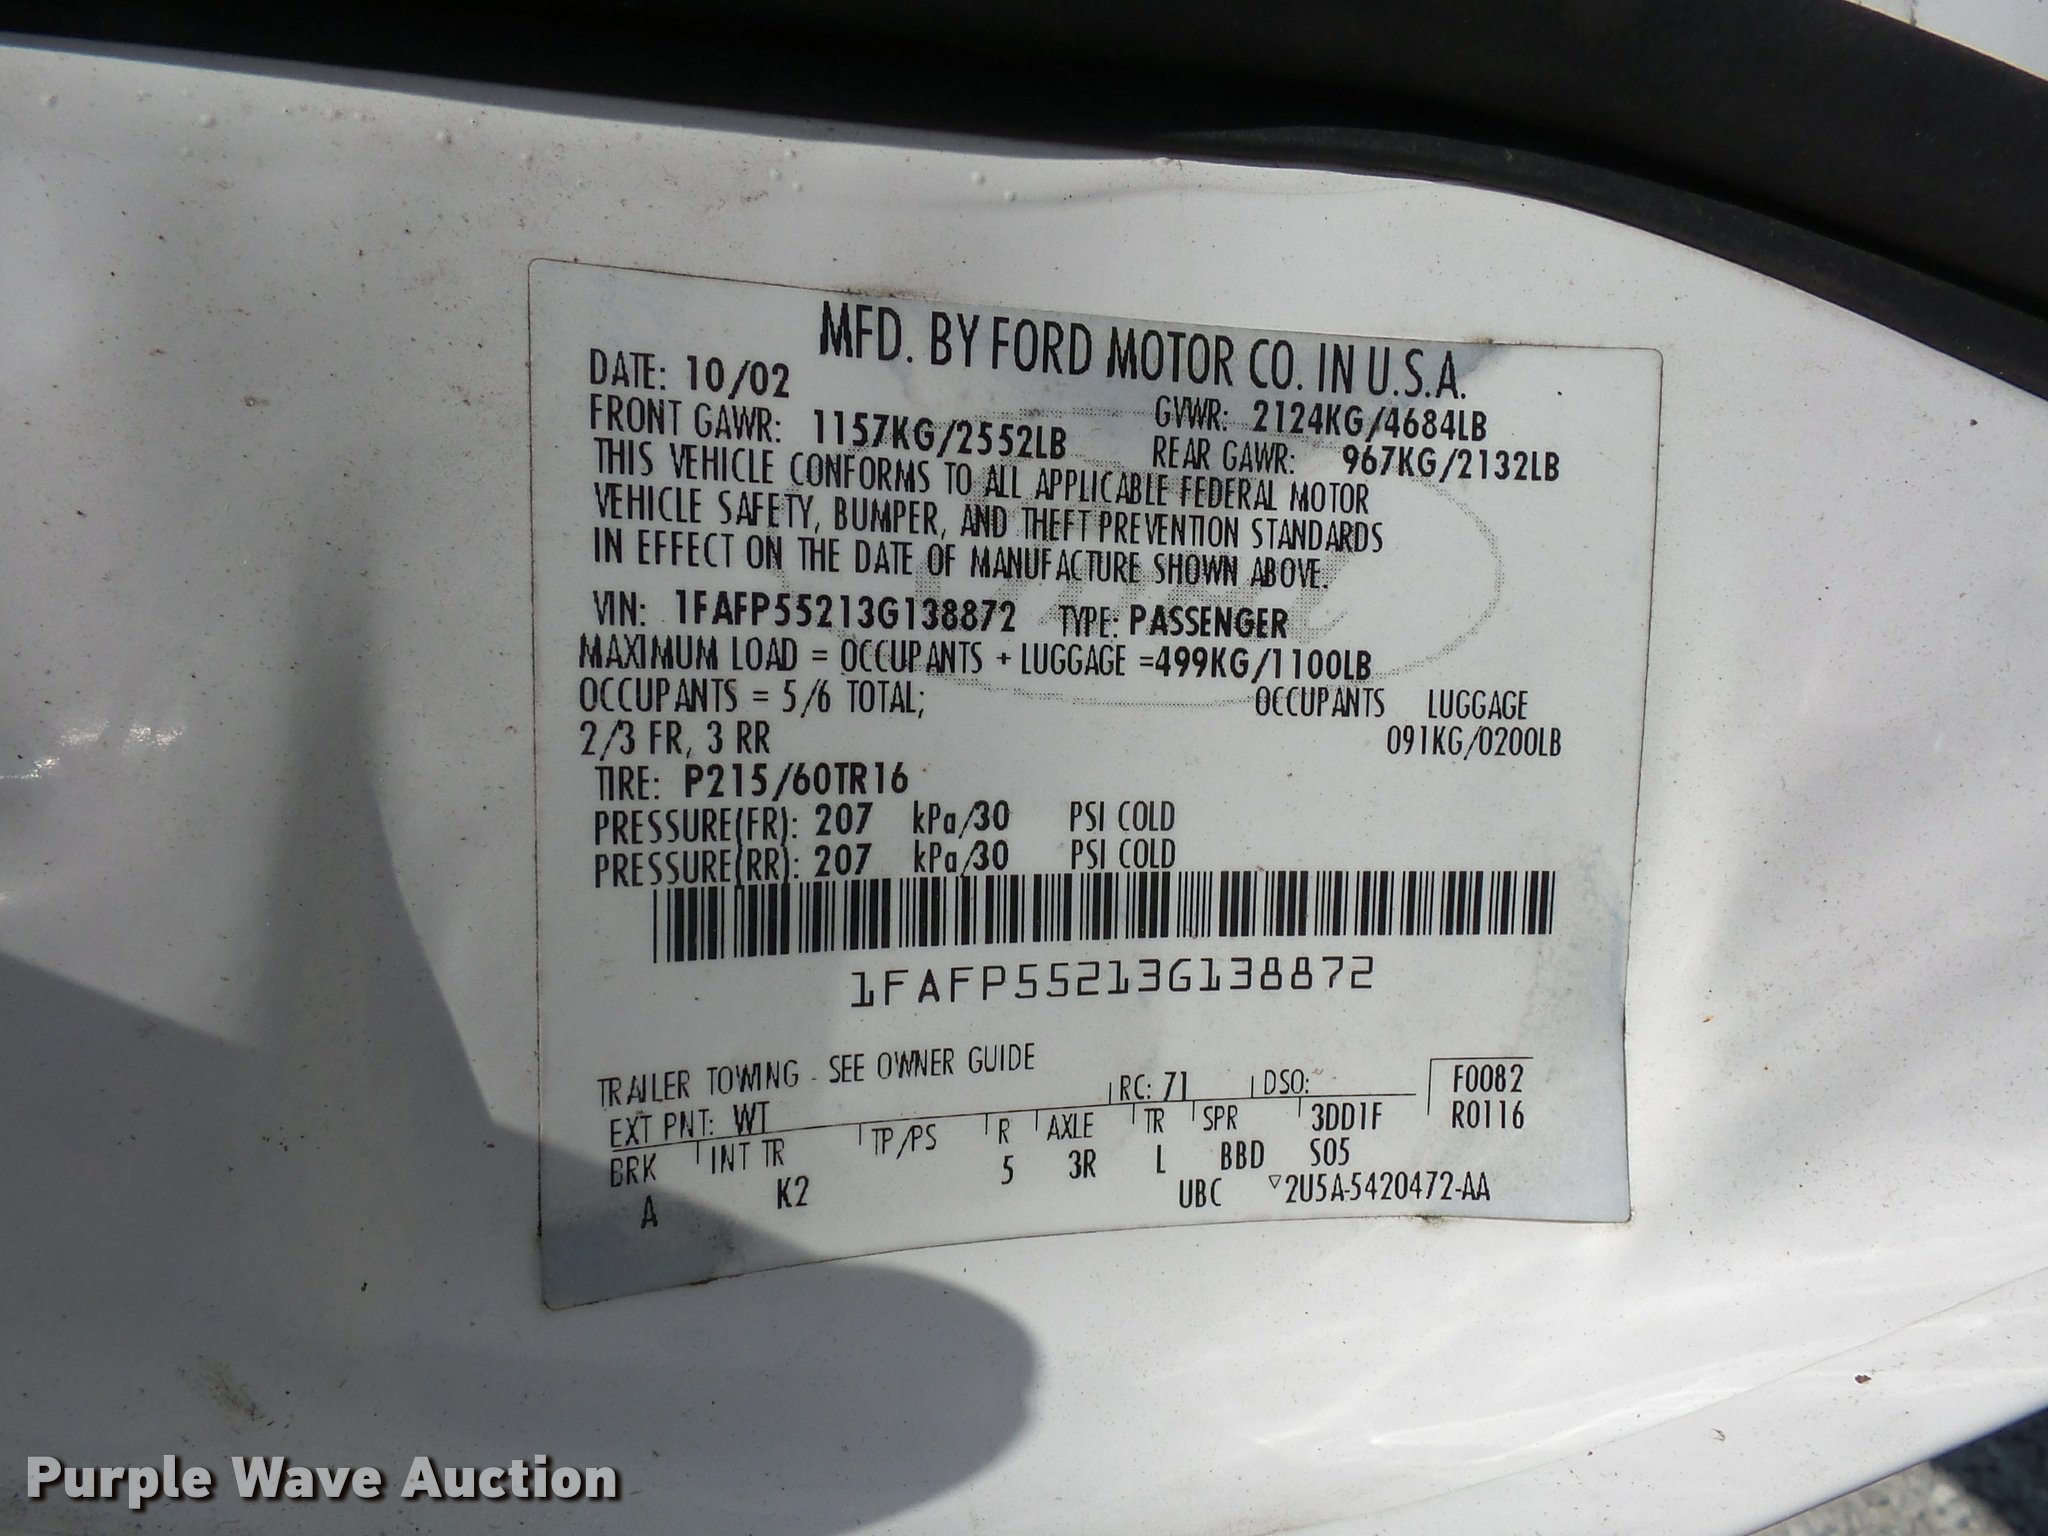 MFD. BY FORD MOTOR CO. IN U.S.A.
DATE: 10/02
GVWR: 2124KG/4684LB
FRONT GAWR: 1157KG/2552LB
REAR GAWR: 967KG/2132LB
THIS VEHICLE CONFORMS TO ALL APPLICABLE FEDERAL MOTOR
VEHICLE SAFETY, BUMPER, AND THEFT PREVENTION STANDARDS
IN EFFECT ON THE DATE OF MANUFACTURE SHOWN ABOVE.
VIN: 1FAFP55213G138872 TYPE: PASSENGER
MAXIMUM LOAD = OCCUPANTS + LUGGAGE =499KG/1100LB
OCCUPANTS = 5/6 TOTAL; OCCUPANTS LUGGAGE
2/3 FR, 3 RR 091KG/0200LB
TIRE: P215/60TR16
PRESSURE(FR): 207 kPa/30 PSI COLD
PRESSURE(RR): 207 kPa/30 PSI COLD
1FAFP55213G138872
TRAILER TOWING - SEE OWNER GUIDE
EXT PNT: WT RC: 71 DSO: F0082
BRK INT TR TP/PS R AXLE TR SPR 3DD1F R0116
A K2 5 3R L BBD S05
UBC ▽2U5A-5420472-AA
Purple Wave Auction